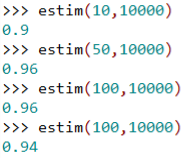 >>> estim(10,10000)
0.9
>>> estim(50,10000)
0.96
>>> estim(100,10000)
0.96
>>> estim(100,10000)
0.94